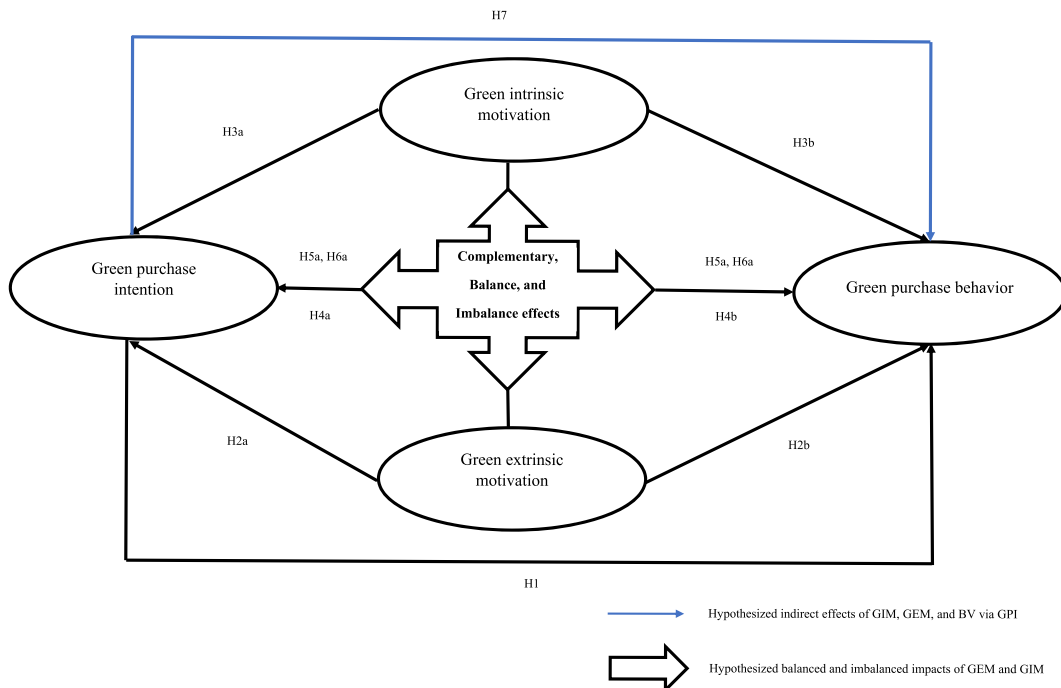 H7
Green intrinsic
motivation
H3a
H3b
Green purchase
intention
H5a, H6a
H4a
Complementary,
Balance, and
Imbalance effects
H5a, H6a
H4b
Green purchase behavior
H2a
Green extrinsic
motivation
H2b
H1
Hypothesized indirect effects of GIM, GEM, and BV via GPI
Hypothesized balanced and imbalanced impacts of GEM and GIM